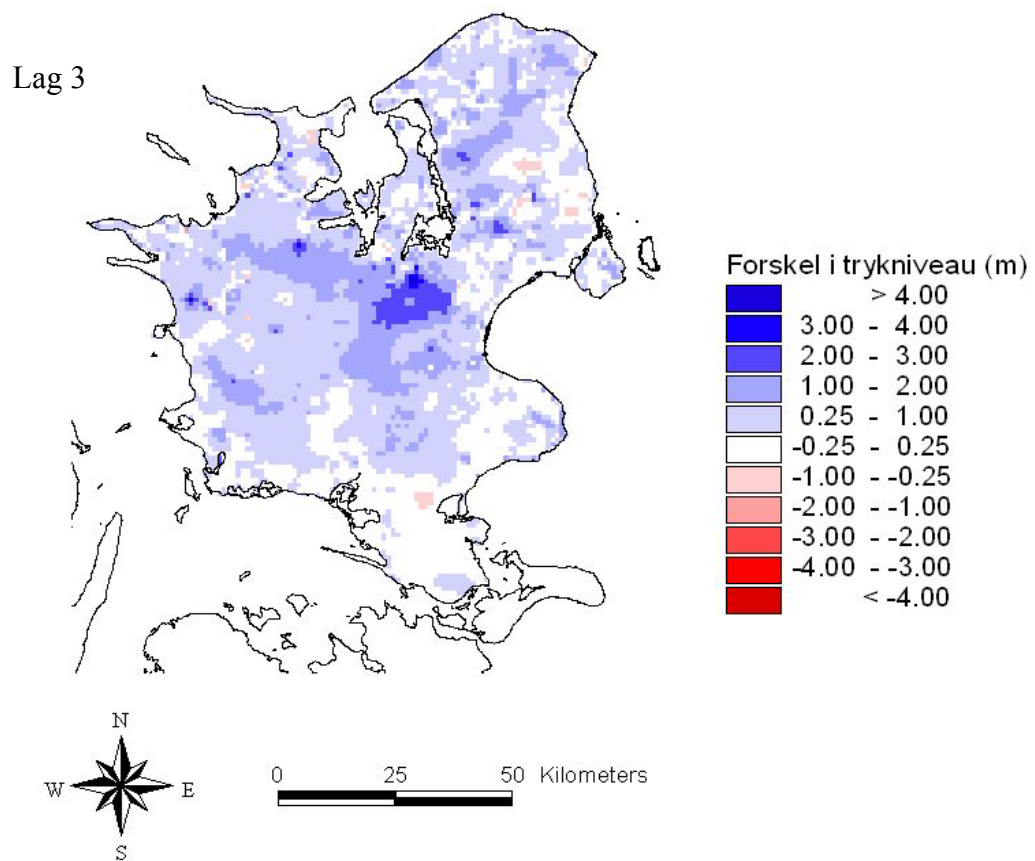 Lag 3
Forskel i trykniveau (m)
> 4.00
3.00 - 4.00
2.00 - 3.00
1.00 - 2.00
0.25 - 1.00
-0.25 - 0.25
-1.00 - -0.25
-2.00 - -1.00
-3.00 - -2.00
-4.00 - -3.00
< -4.00
N
W E
S
0 25 50 Kilometers